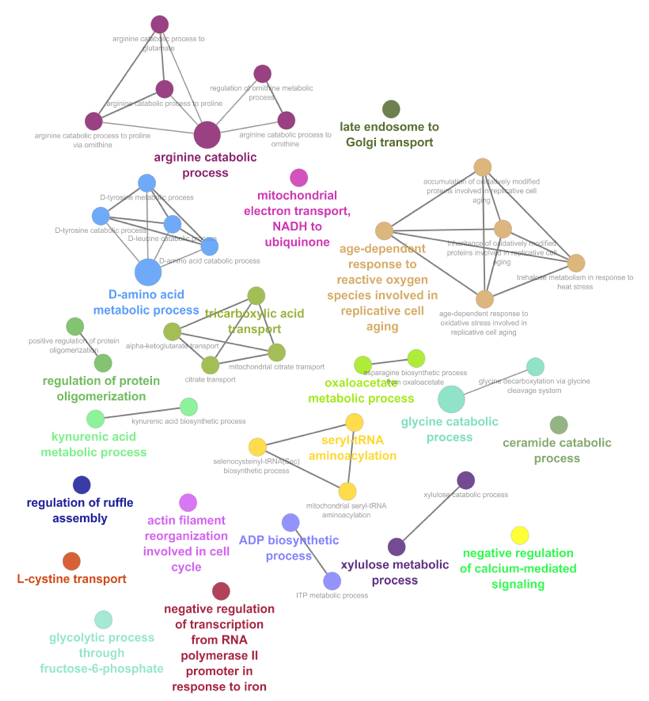 arginine catabolic process to
glutamate
regulation of ornithine metabolic
process
arginine catabolic process to proline
arginine catabolic process to proline
via ornithine
arginine catabolic process to
ornithine
arginine catabolic
process
late endosome to
Golgi transport
mitochondrial
electron transport,
NADH to
ubiquinone
accumulation of oxidatively modified
proteins involved in replicative cell
aging
inheritance of oxidatively modified
proteins involved in replicative cell
aging
trehalose metabolism in response to
heat stress
age-dependent response to
oxidative stress involved in
replicative cell aging
age-dependent
response to
reactive oxygen
species involved in
replicative cell
aging
D-tyrosine metabolic process
D-tyrosine catabolic process
D-leucine catabolic process
D-amino acid catabolic process
D-amino acid
metabolic process
tricarboxylic acid
transport
alpha-ketoglutarate transport
mitochondrial citrate transport
citrate transport
positive regulation of protein
oligomerization
regulation of protein
oligomerization
asparagine biosynthetic process
from oxaloacetate
oxaloacetate
metabolic process
glycine decarboxylation via glycine
cleavage system
glycine catabolic
process
ceramide catabolic
process
kynurenic acid biosynthetic process
kynurenic acid
metabolic process
seryl-tRNA
aminoacylation
selenocysteinyl-tRNA(Sec)
biosynthetic process
mitochondrial seryl-tRNA
aminoacylation
xylulose catabolic process
xylulose metabolic
process
regulation of ruffle
assembly
actin filament
reorganization
involved in cell
cycle
ADP biosynthetic
process
ITP metabolic process
negative regulation
of calcium-mediated
signaling
L-cystine transport
negative regulation
of transcription
from RNA
polymerase II
promoter in
response to iron
glycolytic process
through
fructose-6-phosphate